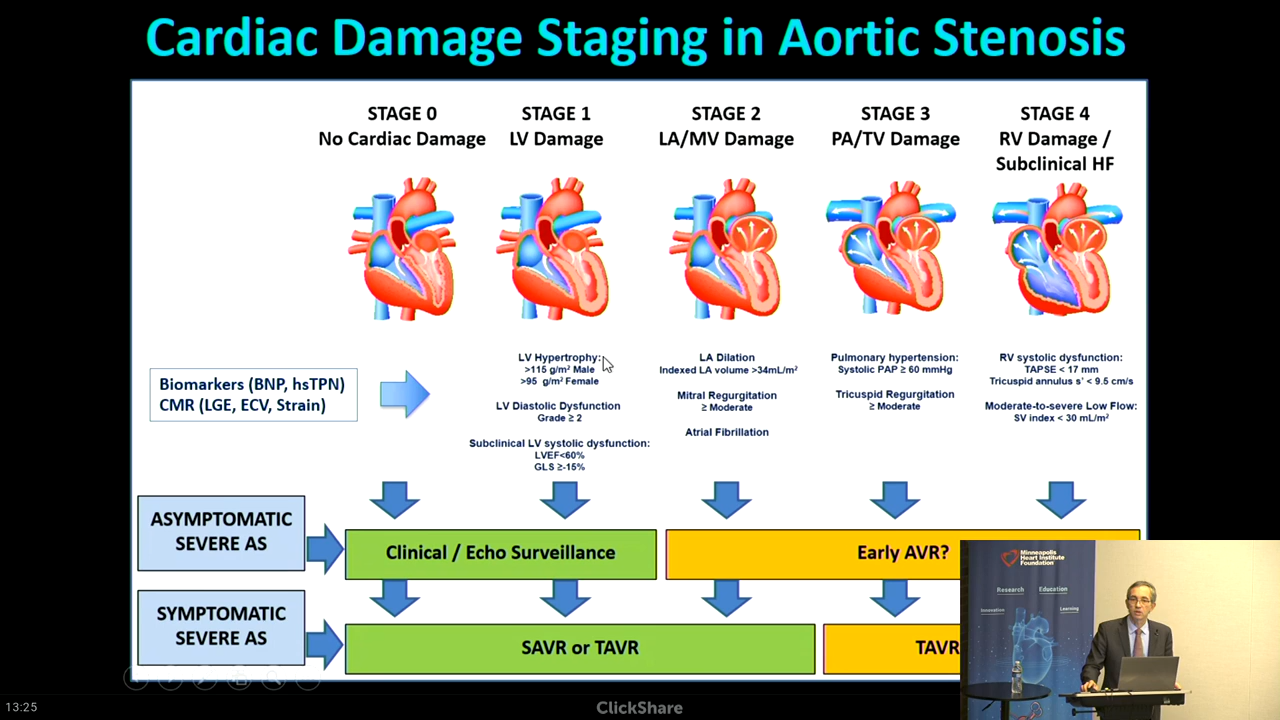 Cardiac Damage Staging in Aortic Stenosis
STAGE 0
No Cardiac Damage
STAGE 1
LV Damage
STAGE 2
LA/MV Damage
STAGE 3
PA/TV Damage
STAGE 4
RV Damage /
Subclinical HF
Biomarkers (BNP, hsTPN)
CMR (LGE, ECV, Strain)
LV Hypertrophy:
>115 g/m² Male
>95 g/m² Female
LV Diastolic Dysfunction
Grade ≥ 2
Subclinical LV systolic dysfunction:
LVEF<60%
GLS ≥-15%
LA Dilation
Indexed LA volume >34mL/m²
Mitral Regurgitation
≥ Moderate
Atrial Fibrillation
Pulmonary hypertension:
Systolic PAP ≥ 60 mmHg
Tricuspid Regurgitation
≥ Moderate
RV systolic dysfunction:
TAPSE < 17 mm
Tricuspid annulus s' < 9.5 cm/s
Moderate-to-severe Low Flow:
SV index < 30 mL/m²
ASYMPTOMATIC
SEVERE AS
Clinical / Echo Surveillance
Early AVR?
SYMPTOMATIC
SEVERE AS
SAVR or TAVR
TAVR
Minneapolis
Heart Institute
Foundation
Research
Education
Innovation
Learning
13:25
ClickShare